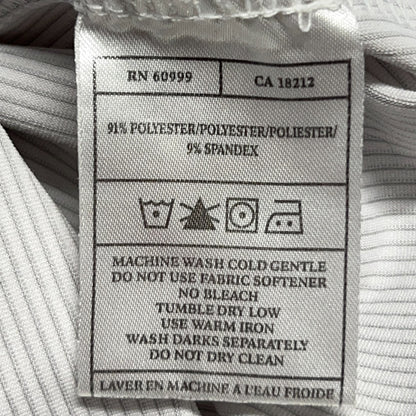 RN 60999
CA 18212
91% POLYESTER/POLYESTER/POLIESTER/
9% SPANDEX
MACHINE WASH COLD GENTLE
DO NOT USE FABRIC SOFTENER
NO BLEACH
TUMBLE DRY LOW
USE WARM IRON
WASH DARKS SEPARATELY
DO NOT DRY CLEAN
LAVER EN MACHINE A L'EAU FROIDE